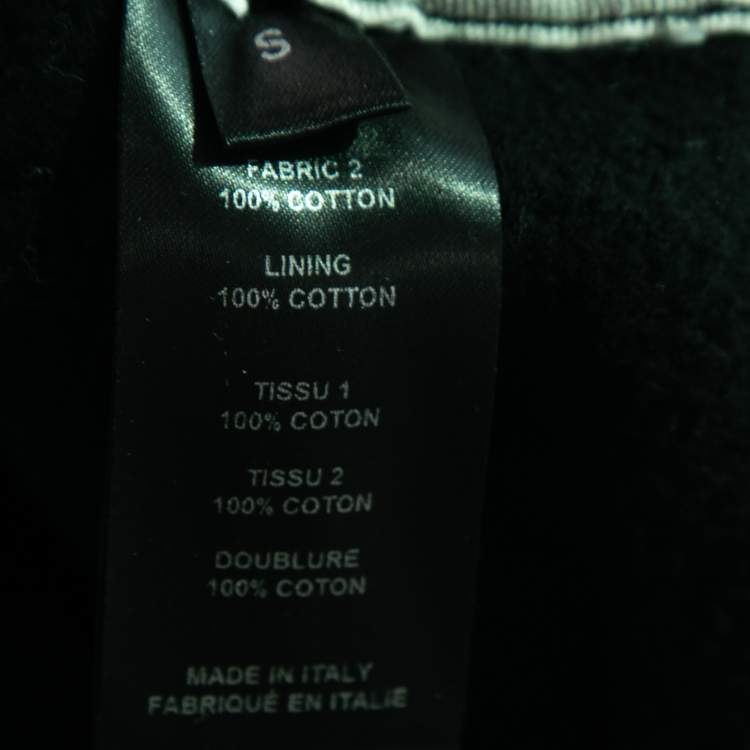 S
FABRIC 2
100% COTTON
LINING
100% COTTON
TISSU 1
100% COTON
TISSU 2
100% COTON
DOUBLURE
100% COTON
MADE IN ITALY
FABRIQUÉ EN ITALIE